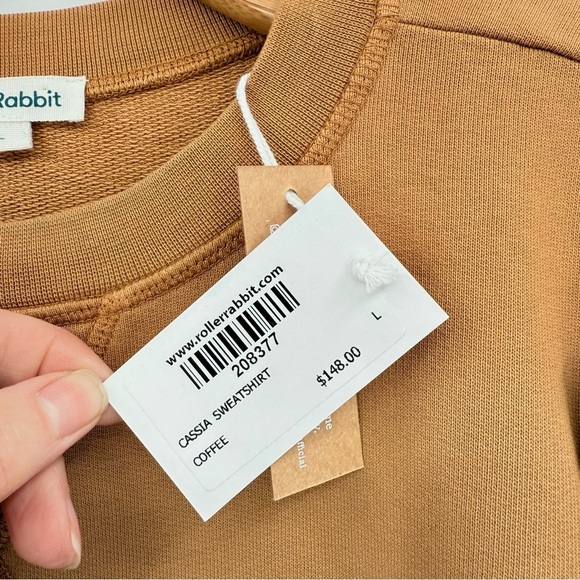 Rabbit
L
www.rollerrabbit.com
208377
CASSIA SWEATSHIRT
COFFEE
$148.00
L